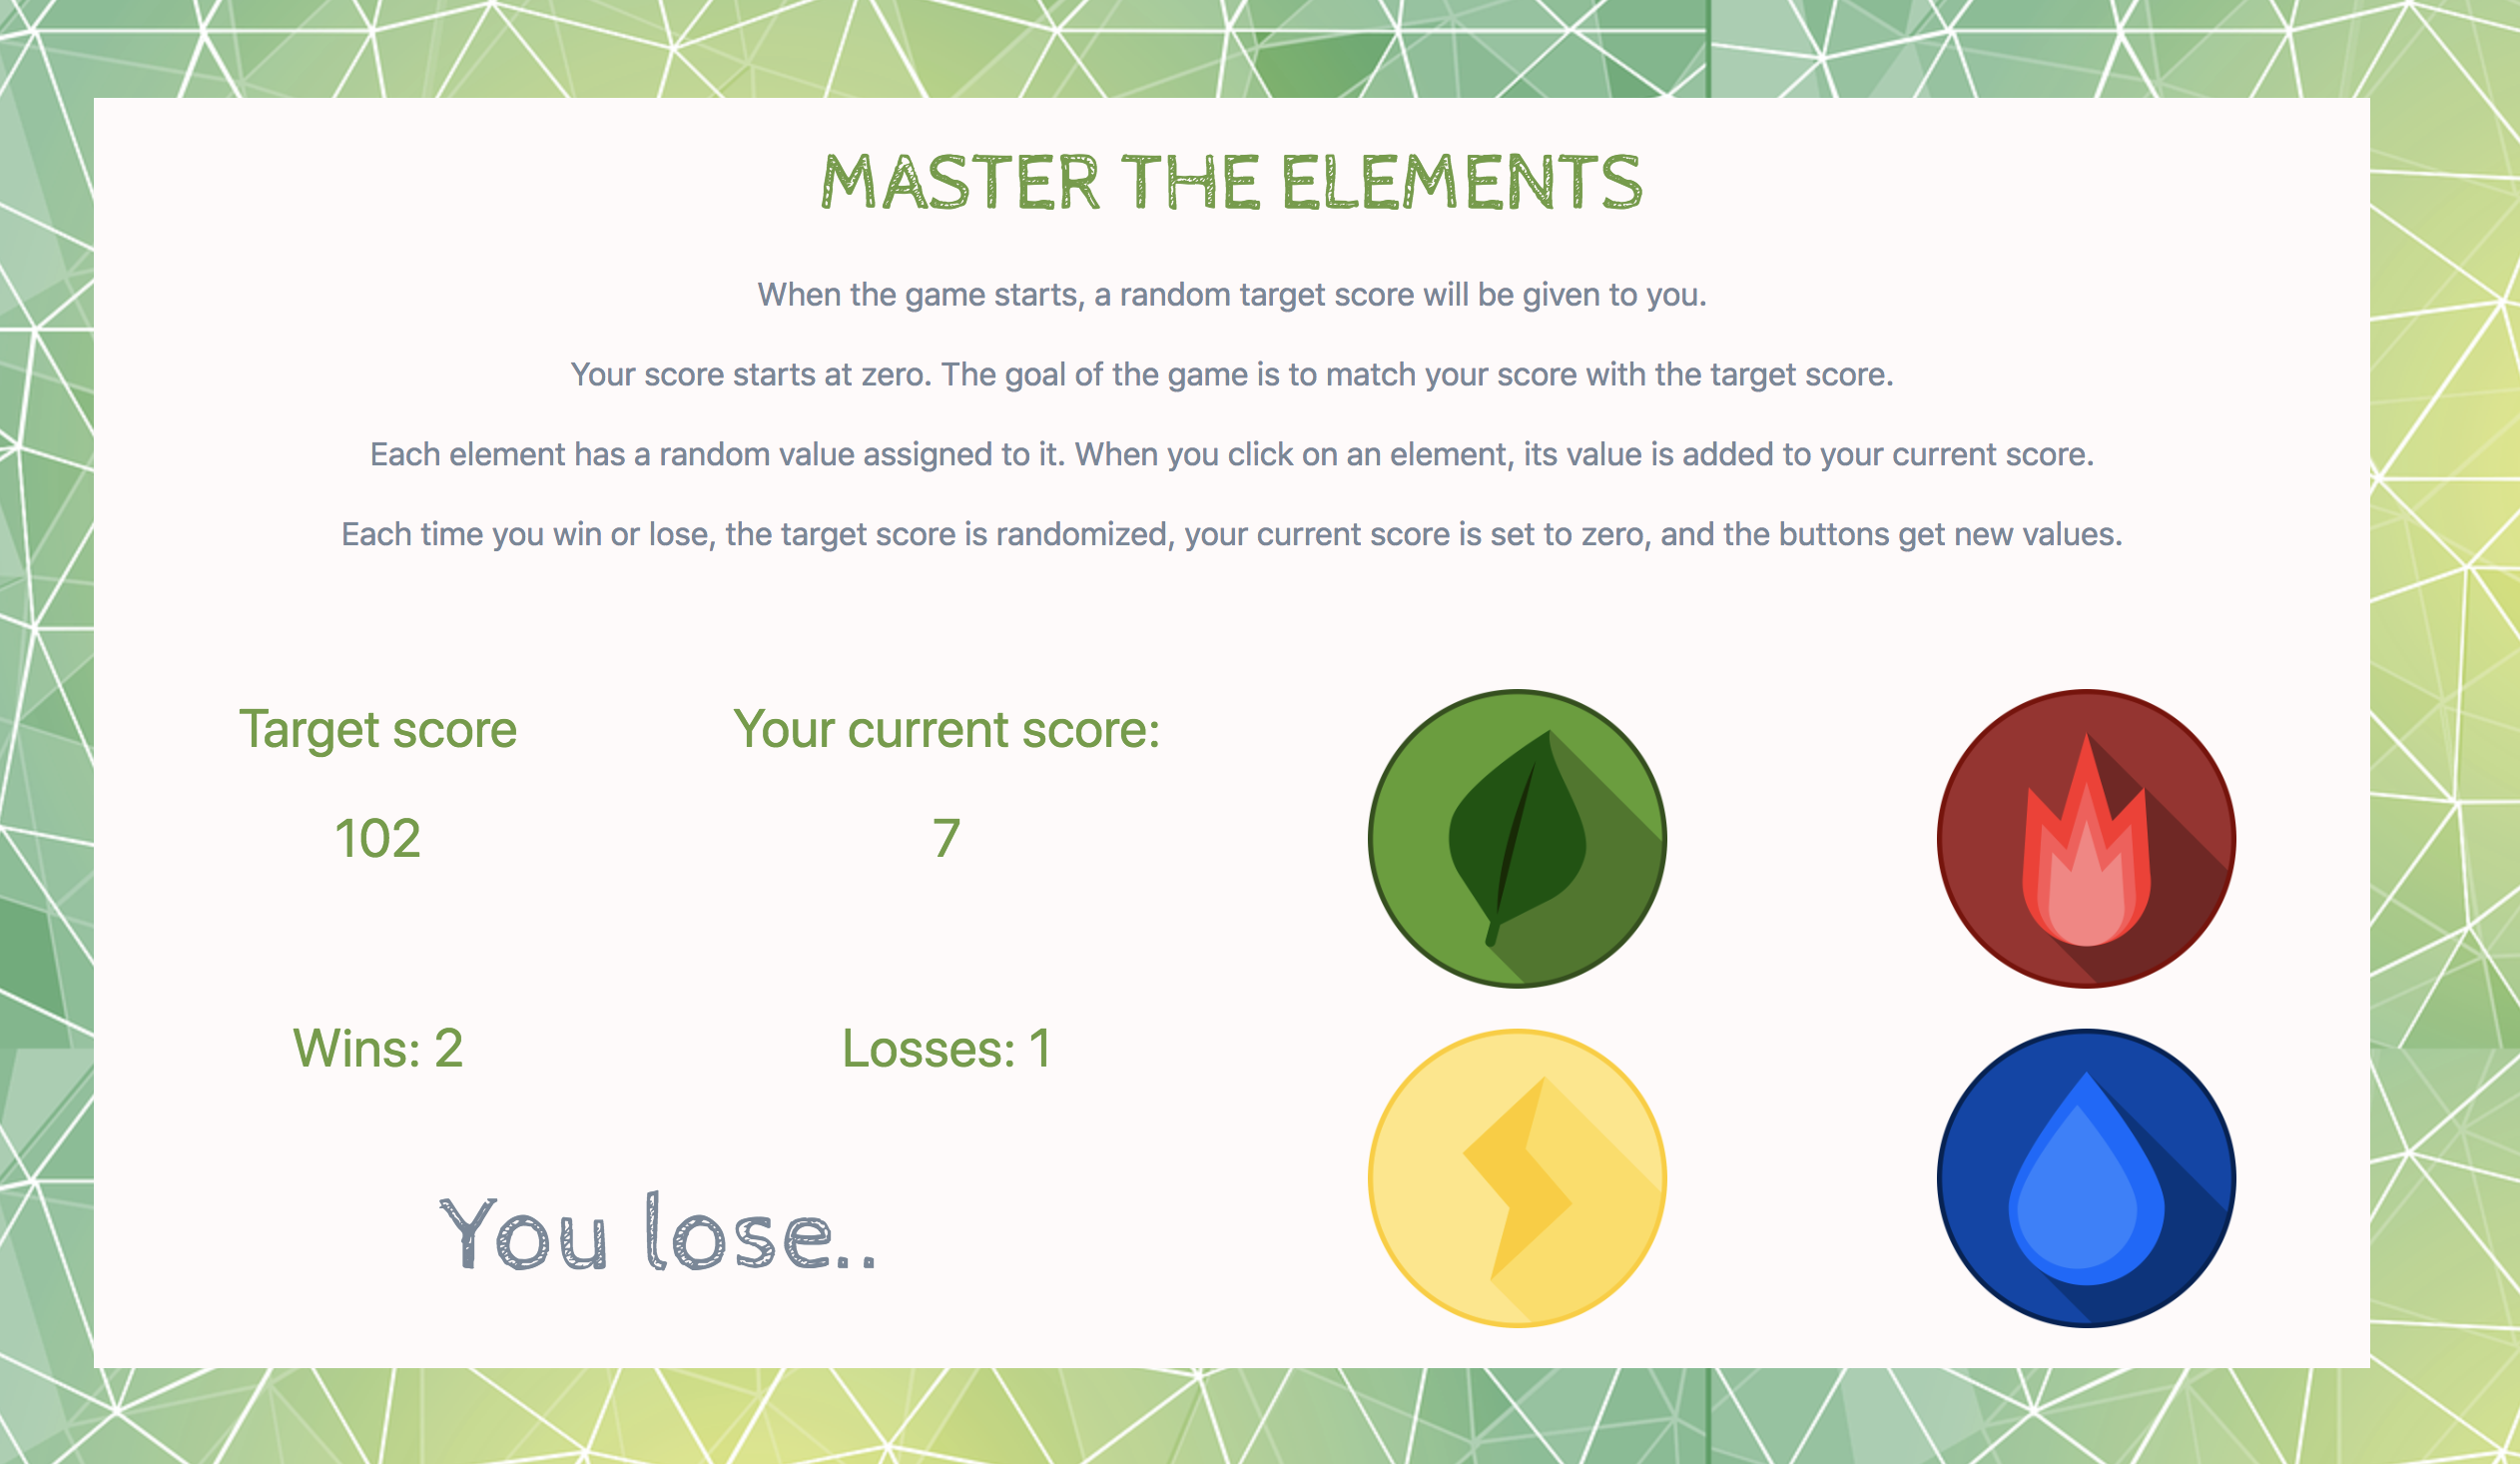 MASTER THE ELEMENTS
When the game starts, a random target score will be given to you.
Your score starts at zero. The goal of the game is to match your score with the target score.
Each element has a random value assigned to it. When you click on an element, its value is added to your current score.
Each time you win or lose, the target score is randomized, your current score is set to zero, and the buttons get new values.
Target score
102
Your current score:
7
Wins: 2
Losses: 1
You lose..